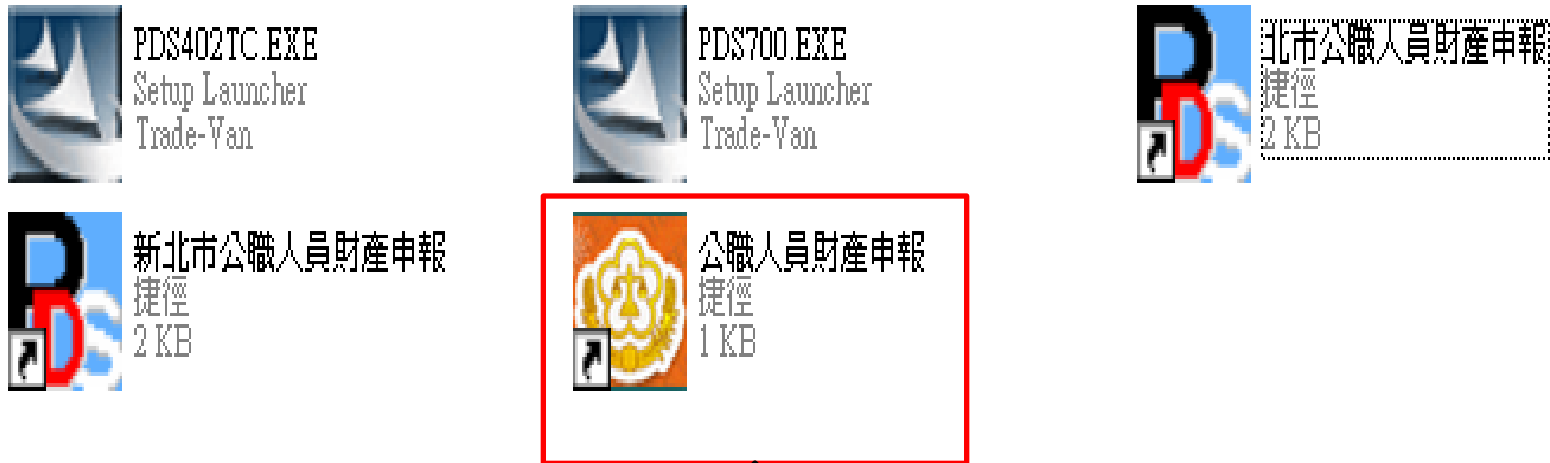 PDS402TC.EXE
Setup Launcher
Trade-Van
PDS700.EXE
Setup Launcher
Trade-Van
北市公職人員財產申報
捷徑
2 KB
新北市公職人員財產申報
捷徑
2 KB
公職人員財產申報
捷徑
1 KB